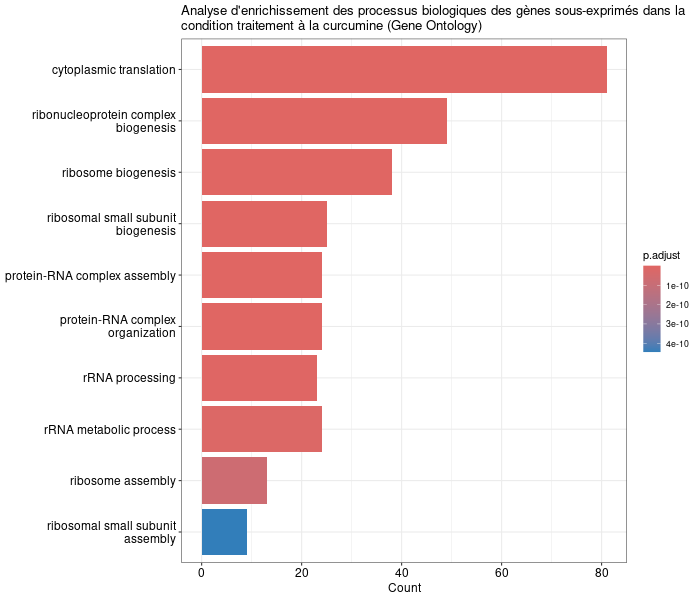 Analyse d'enrichissement des processus biologiques des gènes sous-exprimés dans la
condition traitement à la curcumine (Gene Ontology)
cytoplasmic translation
ribonucleoprotein complex
biogenesis
ribosome biogenesis
ribosomal small subunit
biogenesis
protein-RNA complex assembly
protein-RNA complex
organization
rRNA processing
rRNA metabolic process
ribosome assembly
ribosomal small subunit
assembly
0 20 40 60 80
Count
p.adjust
1e-10
2e-10
3e-10
4e-10